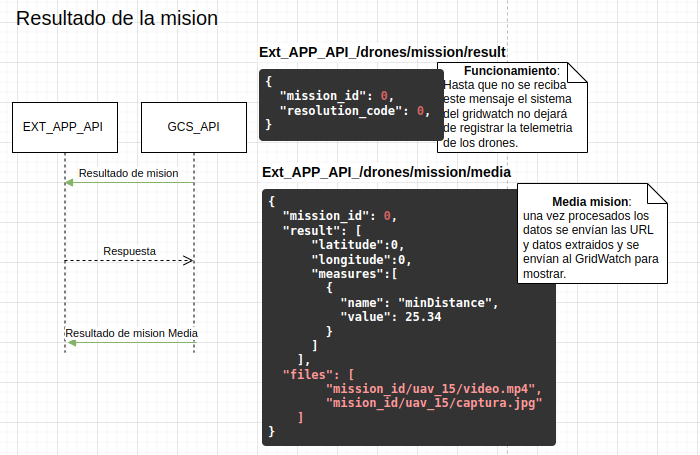 Resultado de la mision
Ext_APP_API_/drones/mission/result
{
"mission_id": 0,
"resolution_code": 0,
}
Funcionamiento:
Hasta que no se reciba
este mensaje el sistema
del gridwatch no dejará
de registrar la telemetria
de los drones.
EXT_APP_API
GCS_API
Resultado de mision
Respuesta
Resultado de mision Media
Ext_APP_API_/drones/mission/media
{
"mission_id": 0,
"result": [
"latitude":0,
"longitude":0,
"measures":[
{
"name": "minDistance",
"value": 25.34
}
]
],
"files": [
"mission_id/uav_15/video.mp4",
"mision_id/uav_15/captura.jpg"
]
}
Media mision:
una vez procesados los
datos se envían las URL
y datos extraidos y se
envían al GridWatch para
mostrar.